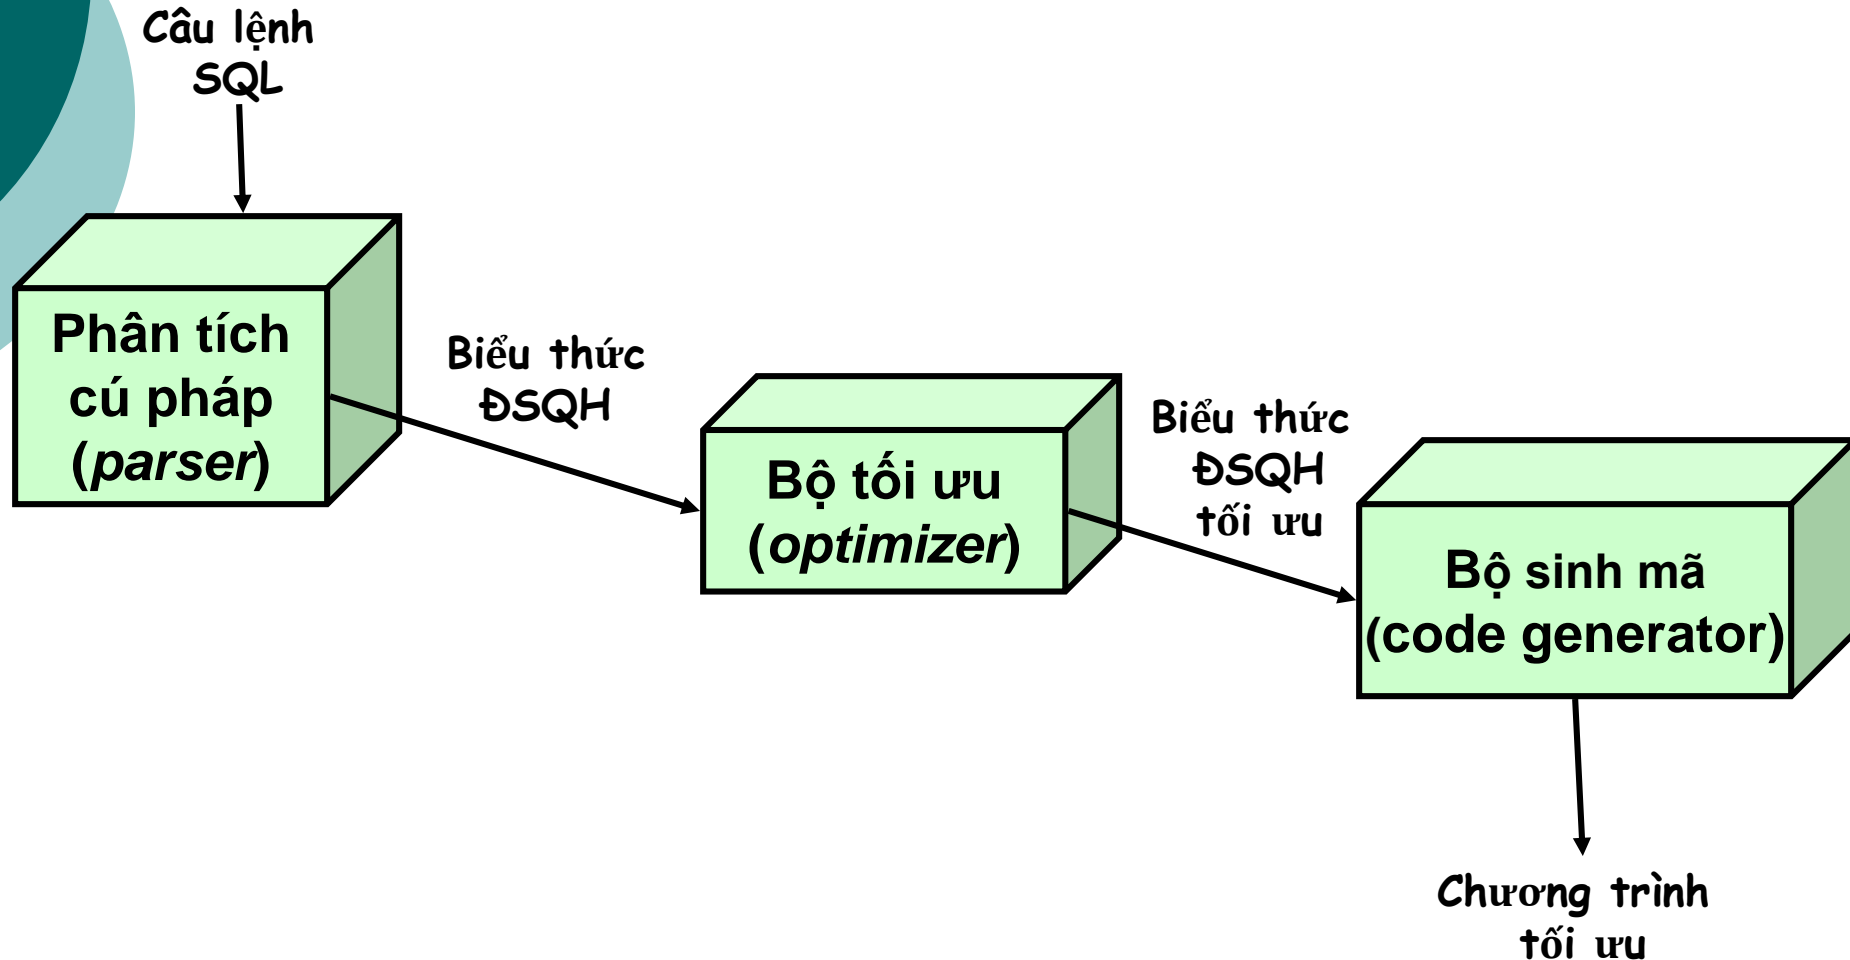 Câu lệnh
SQL
Phân tích
cú pháp
(parser)
Biểu thức
ĐSQH
Bộ tối ưu
(optimizer)
Biểu thức
ĐSQH
tối ưu
Bộ sinh mã
(code generator)
Chương trình
tối ưu